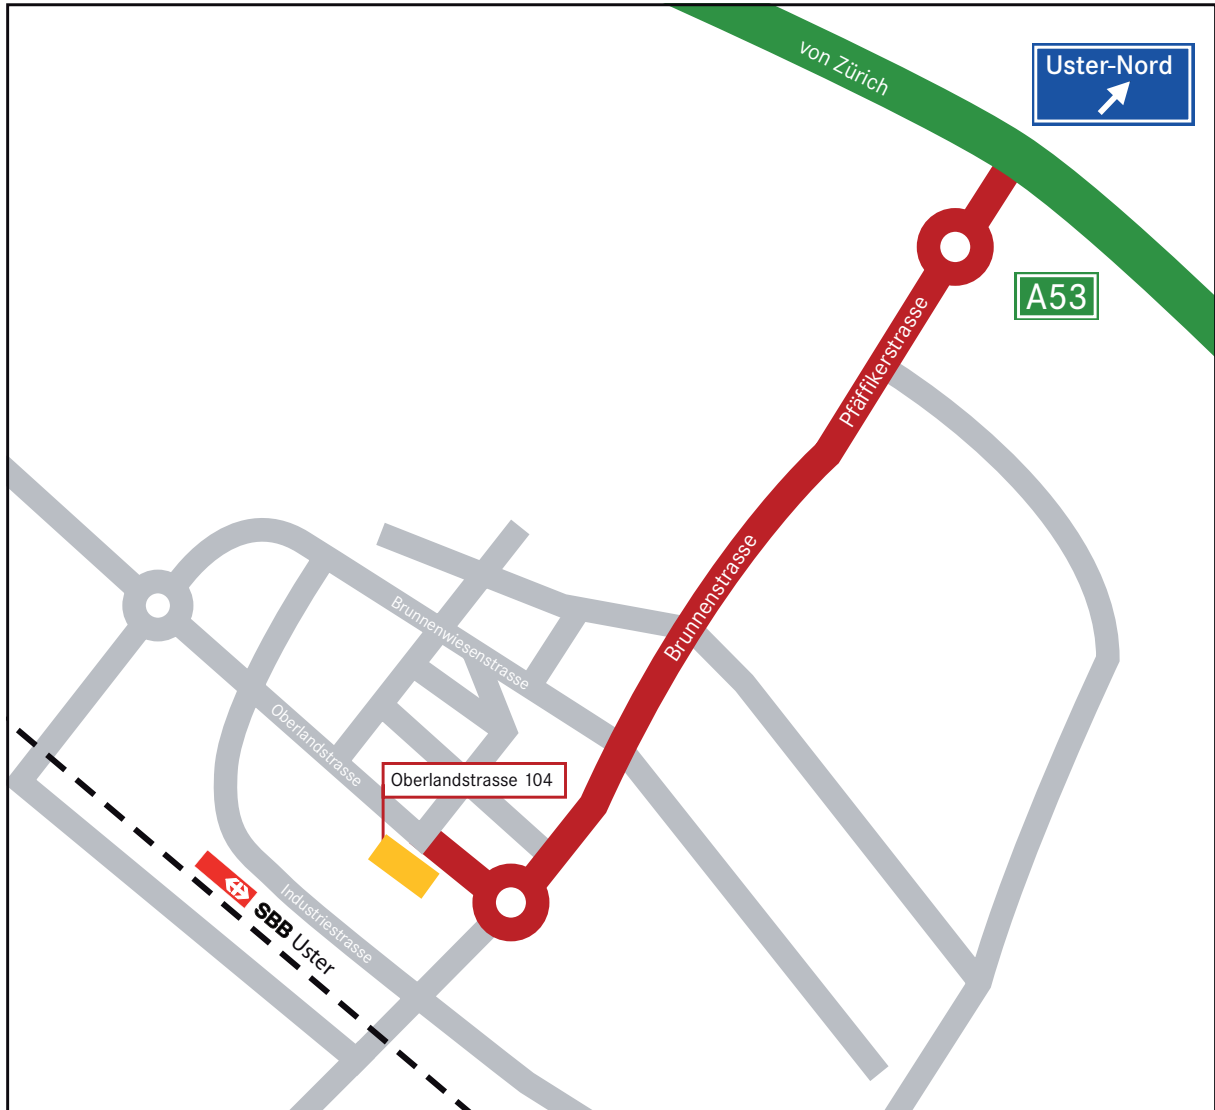 von Zürich
Uster-Nord
A53
Pfäffikerstrasse
Brunnenstrasse
Brunnenwiesenstrasse
Oberlandstrasse
Oberlandstrasse 104
Industriestrasse
SBB Uster